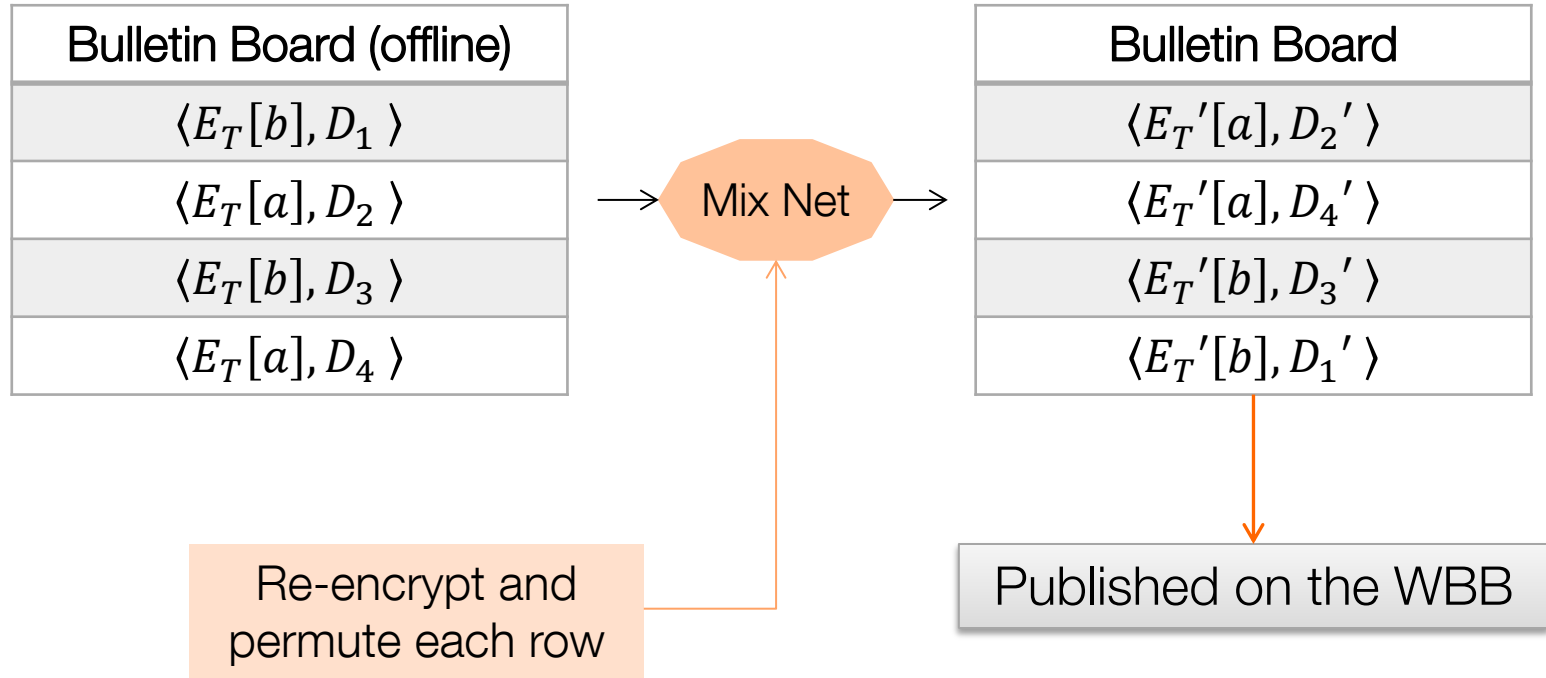 Bulletin Board (offline)
⟨E_T[b], D_1 ⟩
⟨E_T[a], D_2 ⟩
⟨E_T[b], D_3 ⟩
⟨E_T[a], D_4 ⟩
Mix Net
Re-encrypt and
permute each row
Bulletin Board
⟨E_T′[a], D_2′ ⟩
⟨E_T′[a], D_4′ ⟩
⟨E_T′[b], D_3′ ⟩
⟨E_T′[b], D_1′ ⟩
Published on the WBB